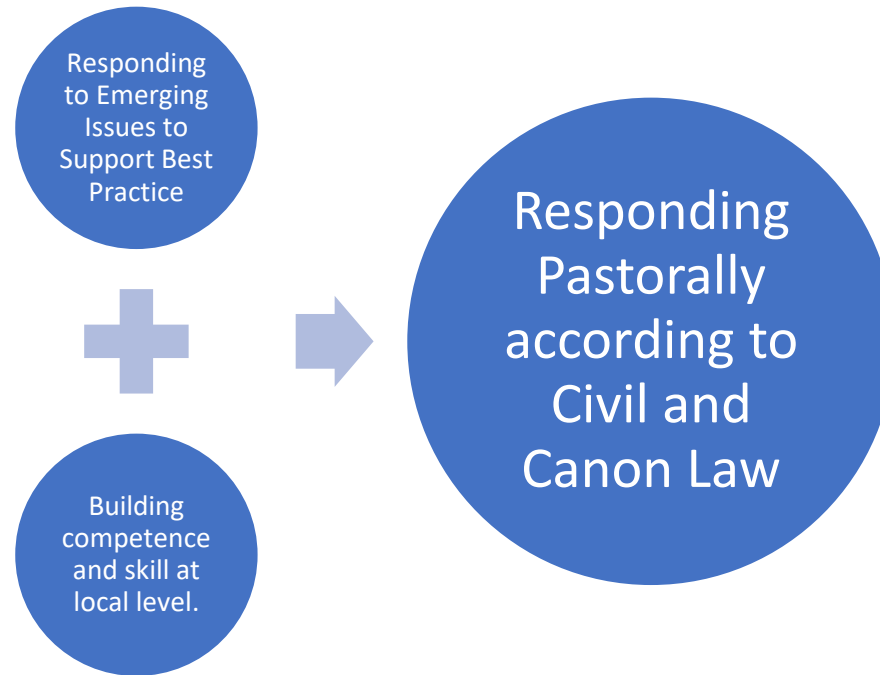 Responding
to Emerging
Issues to
Support Best
Practice
Building
competence
and skill at
local level.
Responding
Pastorally
according to
Civil and
Canon Law